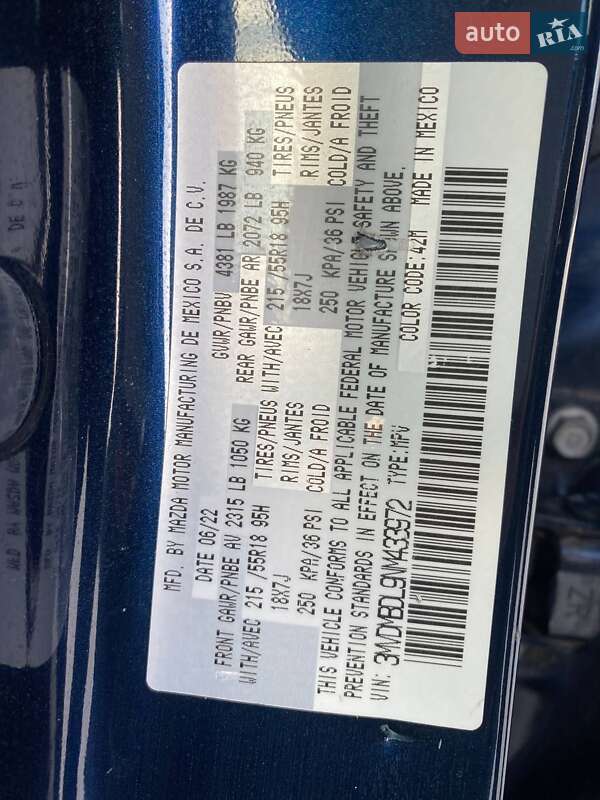 auto RIA .com
MFD. BY MAZDA MOTOR MANUFACTURING DE MEXICO S.A. DE C.V.
DATE 06/22 GVWR/PNBV 4381 LB 1987 KG
FRONT GAWR/PNBE AV 2315 LB 1050 KG REAR GAWR/PNBE AR 2072 LB 940 KG
WITH/AVEC 215 /55R18 95H TIRES/PNEUS WITH/AVEC 215 /55R18 95H TIRES/PNEUS
18X7J RIMS/JANTES 18X7J RIMS/JANTES
250 KPA/36 PSI COLD/A FROID 250 KPA/36 PSI COLD/A FROID
THIS VEHICLE CONFORMS TO ALL APPLICABLE FEDERAL MOTOR VEHICLE SAFETY AND THEFT
PREVENTION STANDARDS IN EFFECT ON THE DATE OF MANUFACTURE SHOWN ABOVE.
VIN: 3MVDMBDL9NM433972 TYPE:MPV COLOR CODE:42M MADE IN MEXICO